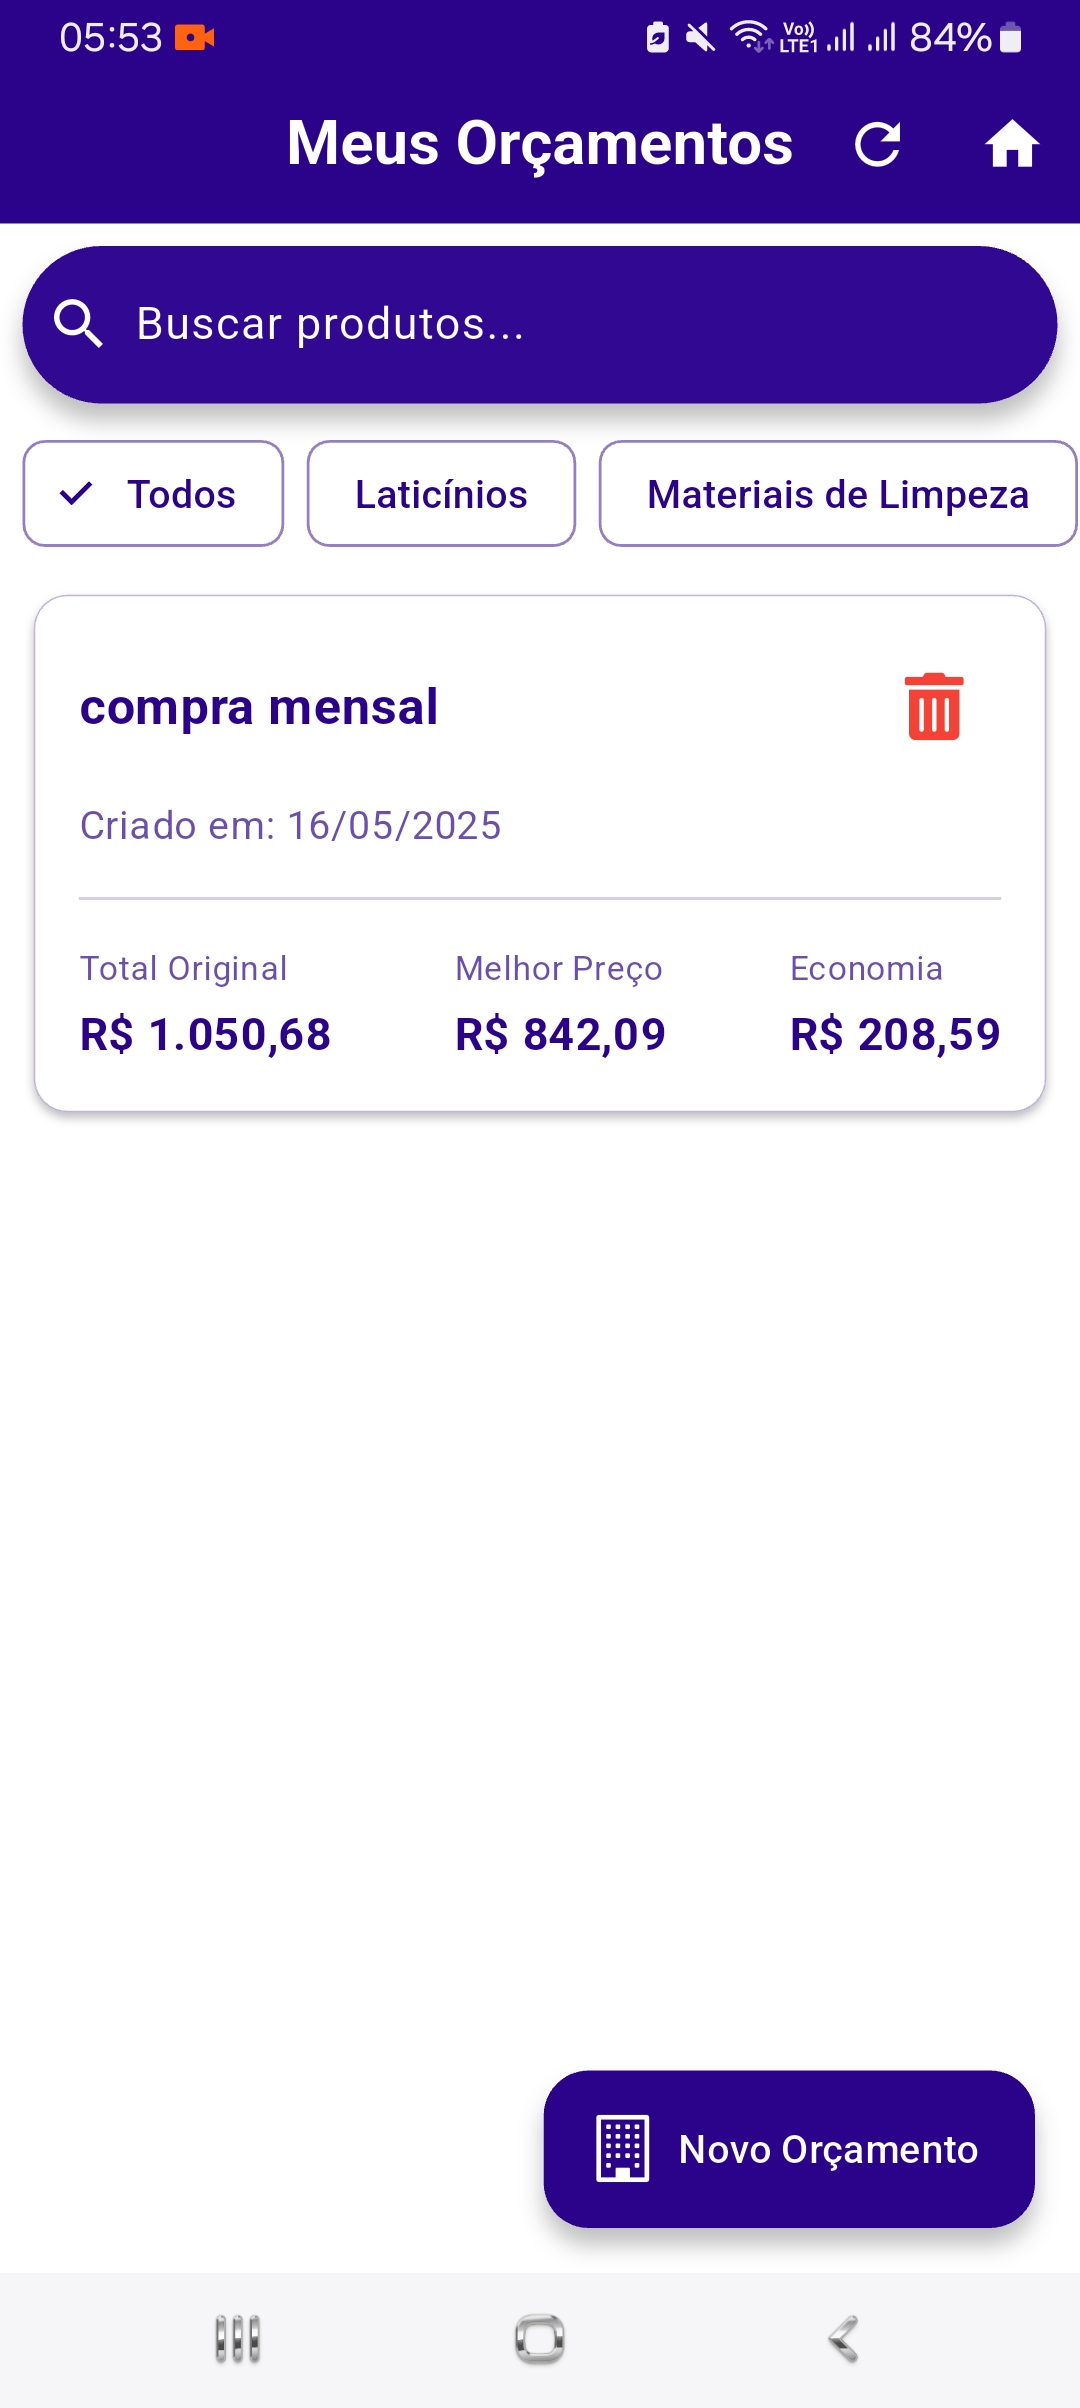 05:53 Vo)) LTE1 84%
Meus Orçamentos
Buscar produtos...
Todos Laticínios Materiais de Limpeza
compra mensal
Criado em: 16/05/2025
Total Original Melhor Preço Economia
R$ 1.050,68 R$ 842,09 R$ 208,59
Novo Orçamento